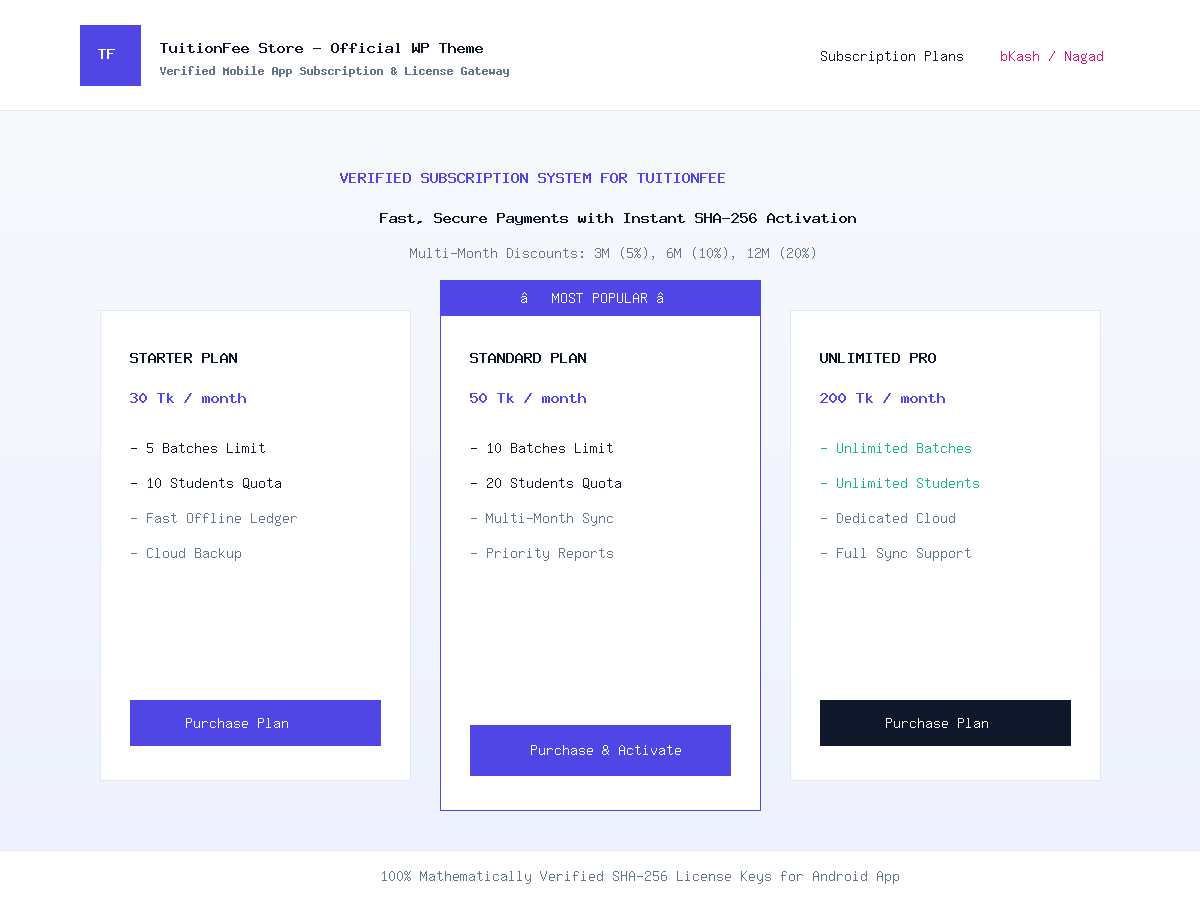 TF
TuitionFee Store - Official WP Theme
Verified Mobile App Subscription & License Gateway
Subscription Plans
bKash / Nagad
VERIFIED SUBSCRIPTION SYSTEM FOR TUITIONFEE
Fast, Secure Payments with Instant SHA-256 Activation
Multi-Month Discounts: 3M (5%), 6M (10%), 12M (20%)
STARTER PLAN
30 Tk / month
- 5 Batches Limit
- 10 Students Quota
- Fast Offline Ledger
- Cloud Backup
Purchase Plan
â MOST POPULAR â
STANDARD PLAN
50 Tk / month
- 10 Batches Limit
- 20 Students Quota
- Multi-Month Sync
- Priority Reports
Purchase & Activate
UNLIMITED PRO
200 Tk / month
- Unlimited Batches
- Unlimited Students
- Dedicated Cloud
- Full Sync Support
Purchase Plan
100% Mathematically Verified SHA-256 License Keys for Android App